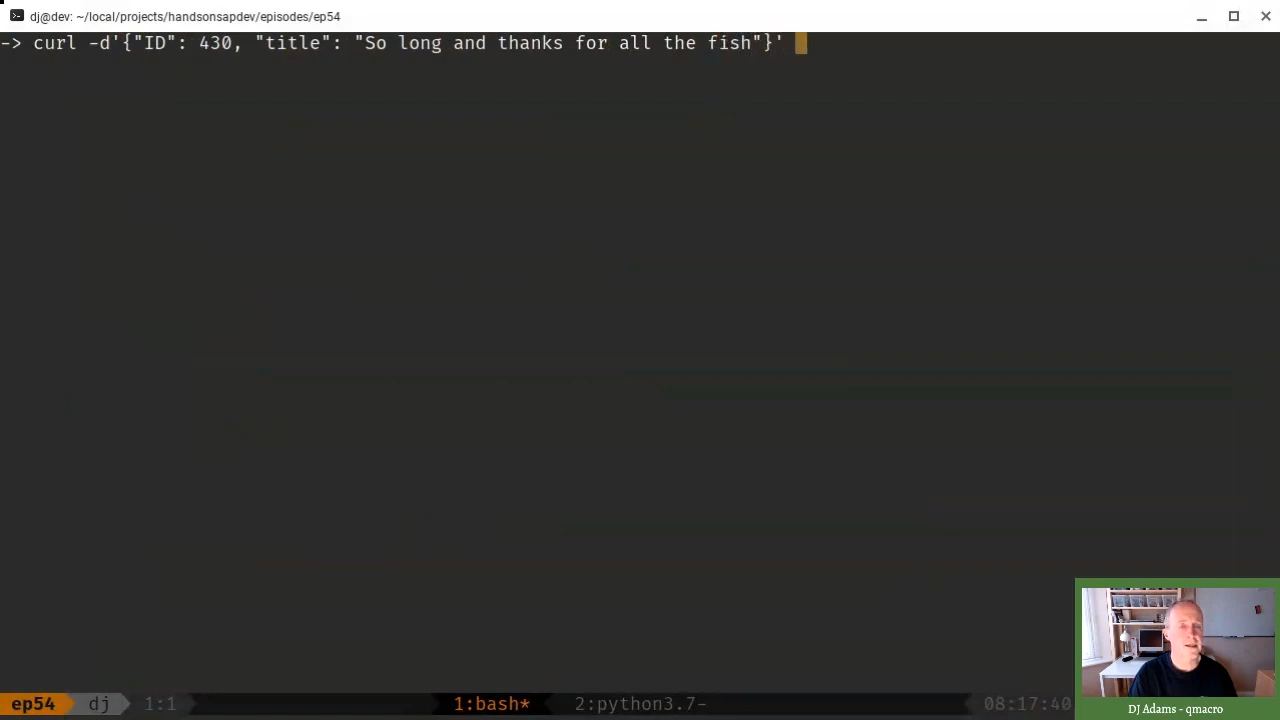 dj@dev: ~/local/projects/handsonsapdev/episodes/ep54
-> curl -d'{"ID": 430, "title": "So long and thanks for all the fish"}'
ep54 dj 1:1 1:bash* 2:python3.7- 08:17:40
DJ Adams - qmacro